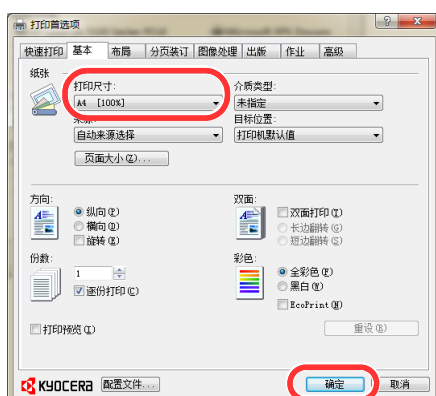 打印首选项
快速打印 基本 布局 分页装订 图像处理 出版 作业 高级
纸张
打印尺寸:
A4 [100%]
介质类型:
未指定
来源:
自动来源选择
目标位置:
打印机默认值
页面大小(Z)...
方向:
纵向(P)
横向(D)
旋转(2)
双面:
双面打印(T)
长边翻转(G)
短边翻转(S)
份数:
1
逐份打印(C)
彩色:
全彩色(F)
黑白(Y)
EcoPrint(N)
打印预览(I)
重设(R)
KYOCERA 配置文件... 确定 取消